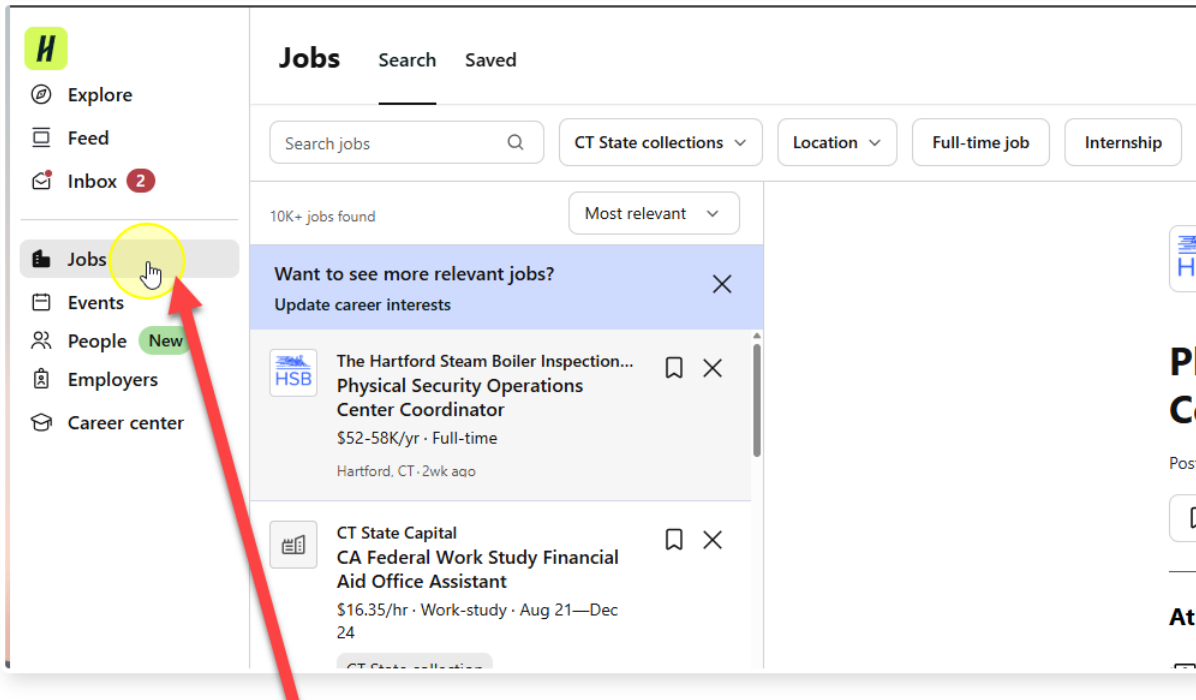 H
Explore
Feed
Inbox 2
Jobs
Events
People New
Employers
Career center
Jobs Search Saved
Search jobs CT State collections Location Full-time job Internship
10K+ jobs found Most relevant
Want to see more relevant jobs?
Update career interests
HSB
The Hartford Steam Boiler Inspection...
Physical Security Operations
Center Coordinator
$52-58K/yr · Full-time
Hartford, CT · 2wk ago
CT State Capital
CA Federal Work Study Financial
Aid Office Assistant
$16.35/hr · Work-study · Aug 21—Dec
24
CT State collection